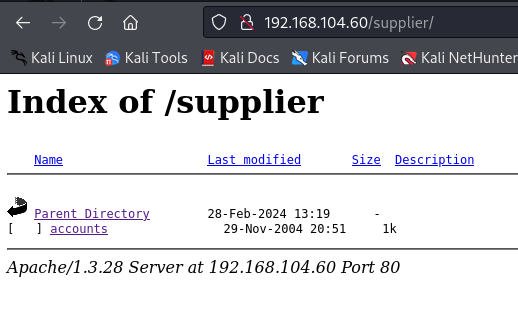 192.168.104.60/supplier/
Kali Linux Kali Tools Kali Docs Kali Forums Kali NetHunter
Index of /supplier
Name Last modified Size Description
Parent Directory 28-Feb-2024 13:19 -
[ ] accounts 29-Nov-2004 20:51 1k
Apache/1.3.28 Server at 192.168.104.60 Port 80